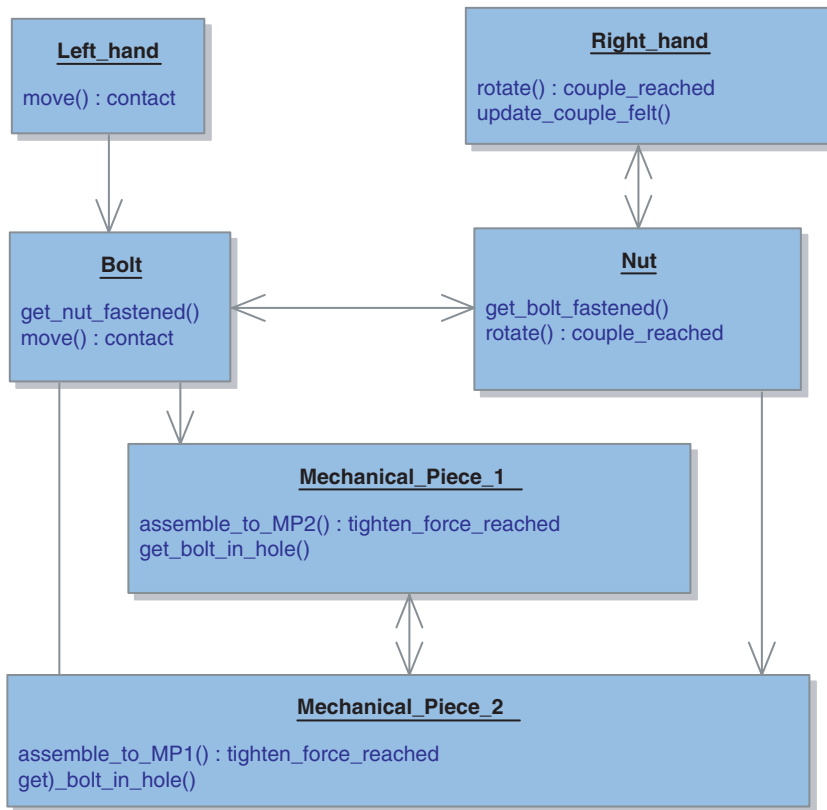 Left_hand
move() : contact
Right_hand
rotate() : couple_reached
update_couple_felt()
Bolt
get_nut_fastened()
move() : contact
Nut
get_bolt_fastened()
rotate() : couple_reached
Mechanical_Piece_1
assemble_to_MP2() : tighten_force_reached
get_bolt_in_hole()
Mechanical_Piece_2
assemble_to_MP1() : tighten_force_reached
get)_bolt_in_hole()